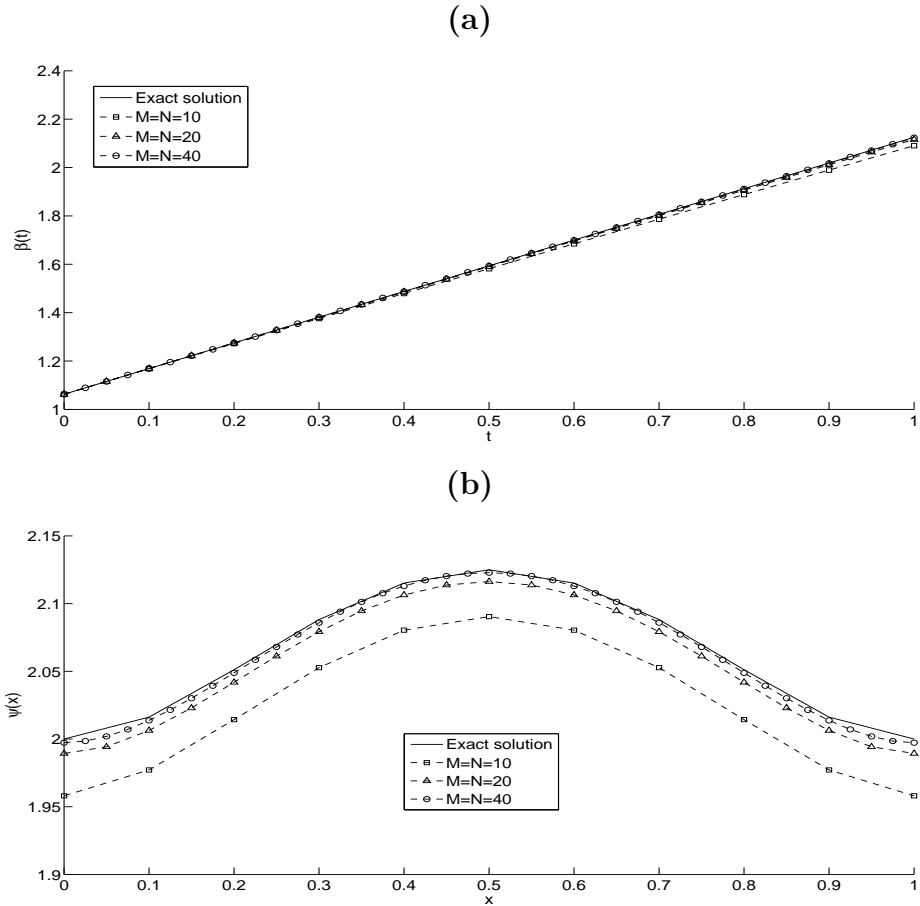 (a)
2.4
2.2
2
1.8
1.6
1.4
1.2
1
β(t)
Exact solution
M=N=10
M=N=20
M=N=40
0 0.1 0.2 0.3 0.4 0.5 0.6 0.7 0.8 0.9 1
t
(b)
2.15
2.1
2.05
2
1.95
1.9
ψ(x)
Exact solution
M=N=10
M=N=20
M=N=40
0 0.1 0.2 0.3 0.4 0.5 0.6 0.7 0.8 0.9 1
x